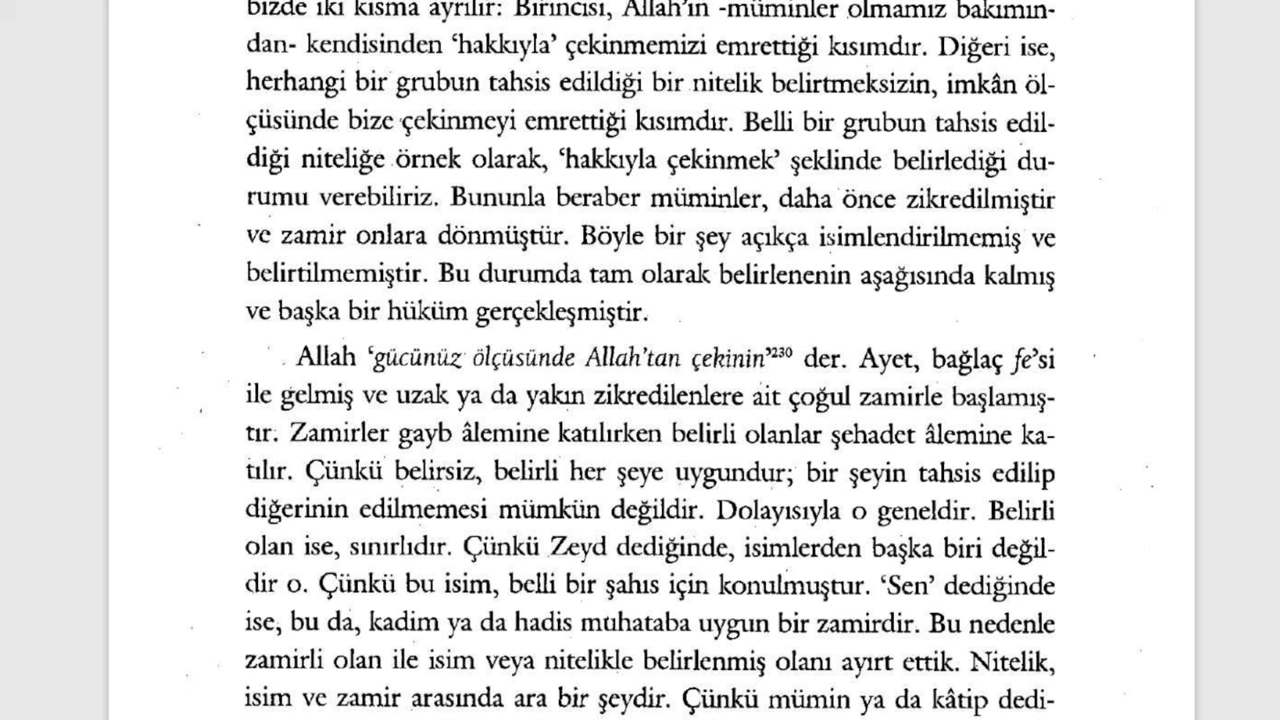 bizde iki kısma ayrılır: Birincisi, Allah'ın -müminler olmamız bakımın-
dan- kendisinden ‘hakkıyla’ çekinmemizi emrettiği kısımdır. Diğeri ise,
herhangi bir grubun tahsis edildiği bir nitelik belirtmeksizin, imkân öl-
çüsünde bize çekinmeyi emrettiği kısımdır. Belli bir grubun tahsis edil-
diği niteliğe örnek olarak, ‘hakkıyla çekinmek’ şeklinde belirlediği du-
rumu verebiliriz. Bununla beraber müminler, daha önce zikredilmiştir
ve zamir onlara dönmüştür. Böyle bir şey açıkça isimlendirilmemiş ve
belirtilmemiştir. Bu durumda tam olarak belirlenenin aşağısında kalmış
ve başka bir hüküm gerçekleşmiştir.
Allah ‘gücünüz ölçüsünde Allah’tan çekinin’²³⁰ der. Ayet, bağlaç fe’si
ile gelmiş ve uzak ya da yakın zikredilenlere ait çoğul zamirle başlamış-
tır. Zamirler gayb âlemine katılırken belirli olanlar şehadet âlemine ka-
tılır. Çünkü belirsiz, belirli her şeye uygundur; bir şeyin tahsis edilip
diğerinin edilmemesi mümkün değildir. Dolayısıyla o geneldir. Belirli
olan ise, sınırlıdır. Çünkü Zeyd dediğinde, isimlerden başka biri değil-
dir o. Çünkü bu isim, belli bir şahıs için konulmuştur. ‘Sen’ dediğinde
ise, bu da, kadim ya da hadis muhataba uygun bir zamirdir. Bu nedenle
zamirli olan ile isim veya nitelikle belirlenmiş olanı ayırt ettik. Nitelik,
isim ve zamir arasında ara bir şeydir. Çünkü mümin ya da kâtip dedi-